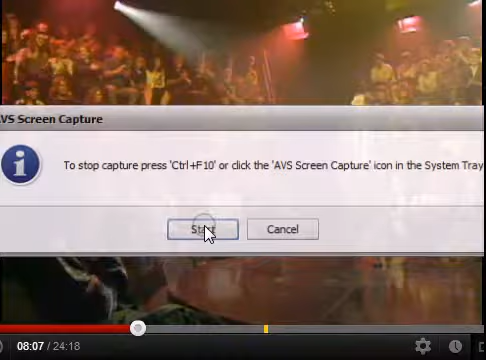 AVS Screen Capture
To stop capture press 'Ctrl+F10' or click the 'AVS Screen Capture' icon in the System Tray
Start
Cancel
08:07 / 24:18